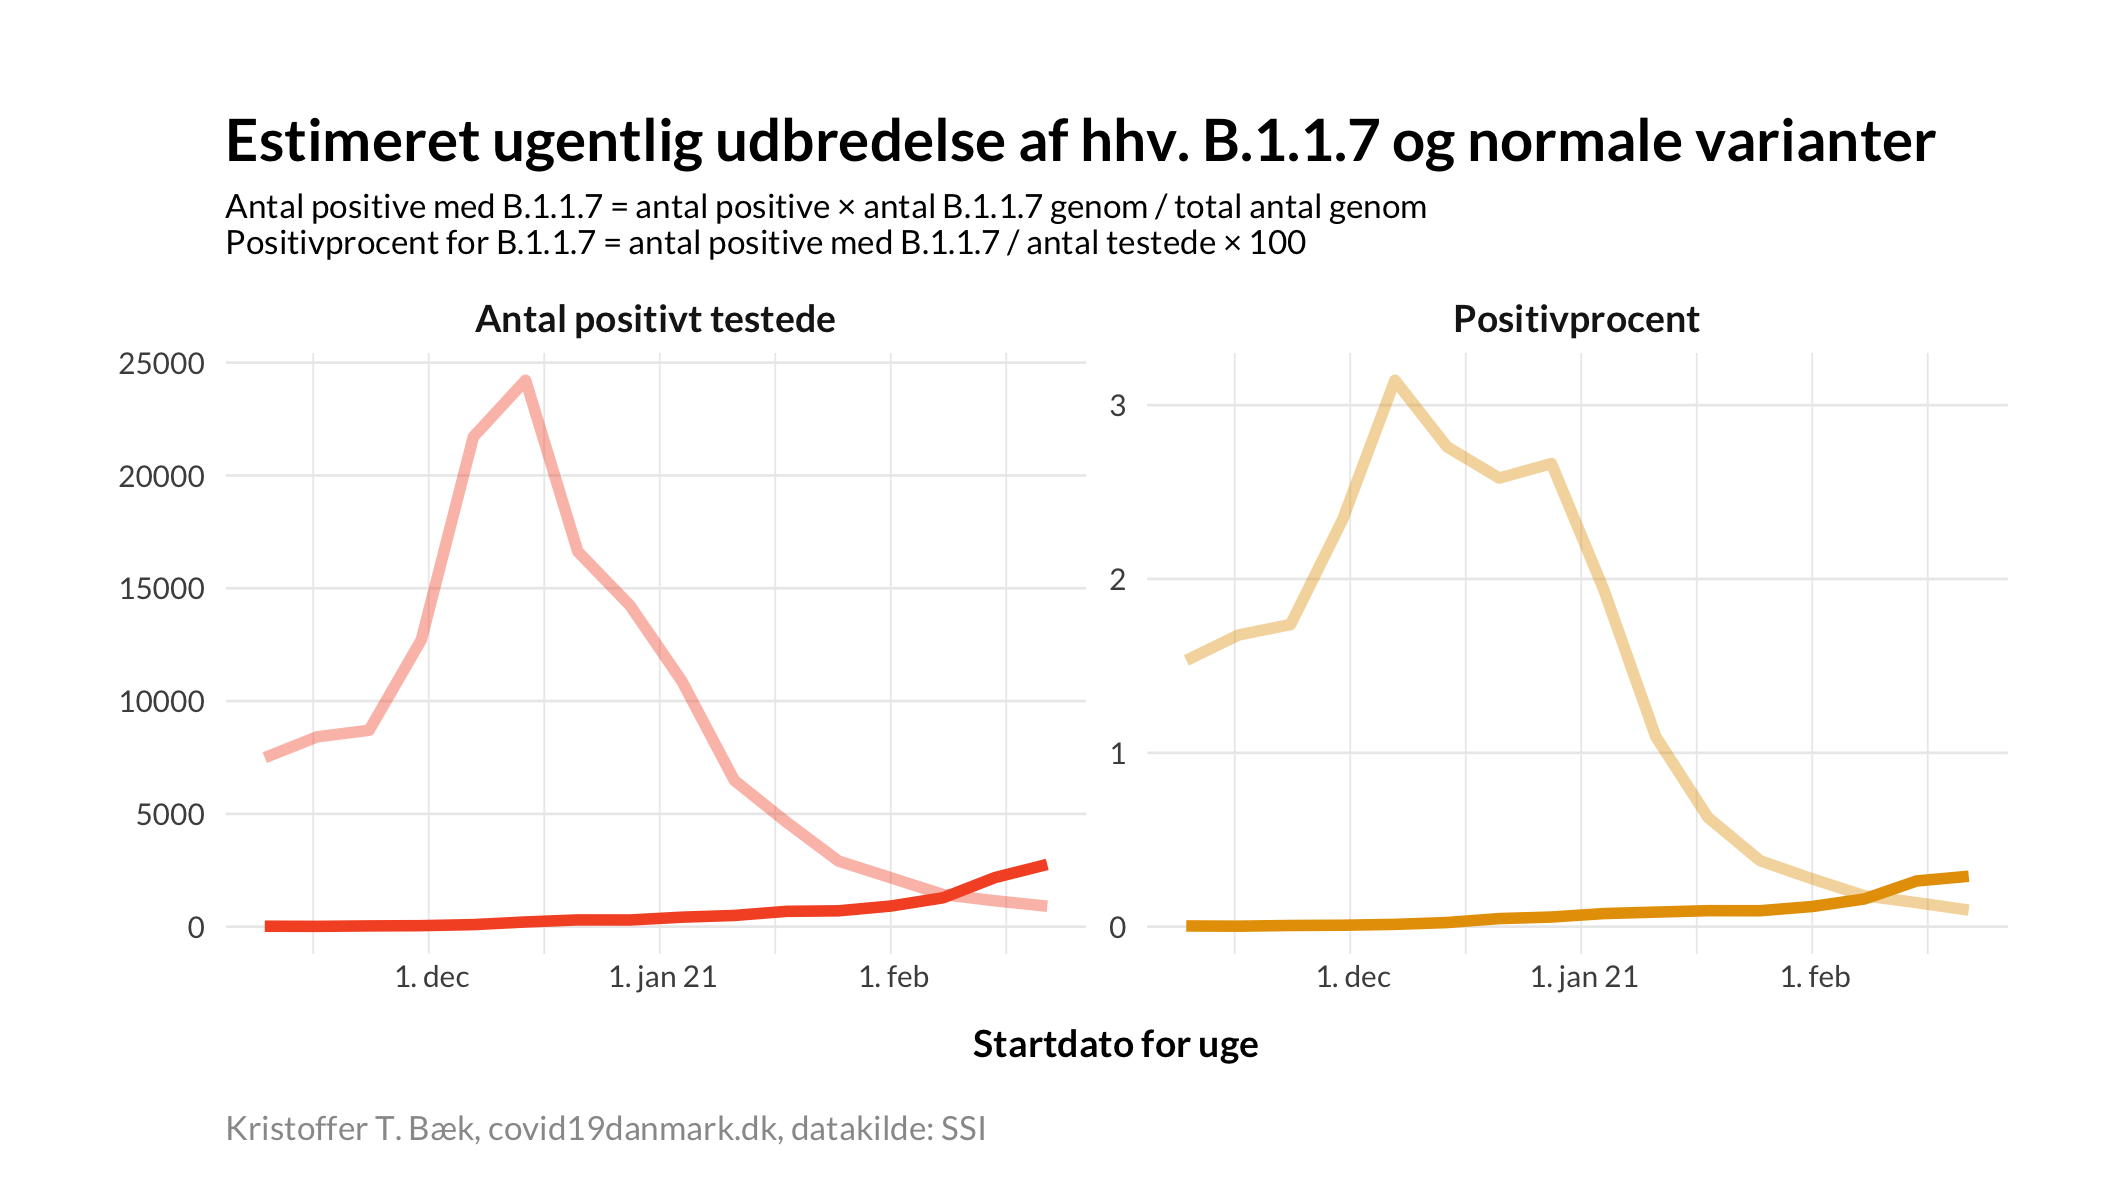 Estimeret ugentlig udbredelse af hhv. B.1.1.7 og normale varianter
Antal positive med B.1.1.7 = antal positive × antal B.1.1.7 genom / total antal genom
Positivprocent for B.1.1.7 = antal positive med B.1.1.7 / antal testede × 100
Antal positivt testede
25000
20000
15000
10000
5000
0
1. dec
1. jan 21
1. feb
Positivprocent
3
2
1
0
1. dec
1. jan 21
1. feb
Startdato for uge
Kristoffer T. Bæk, covid19danmark.dk, datakilde: SSI